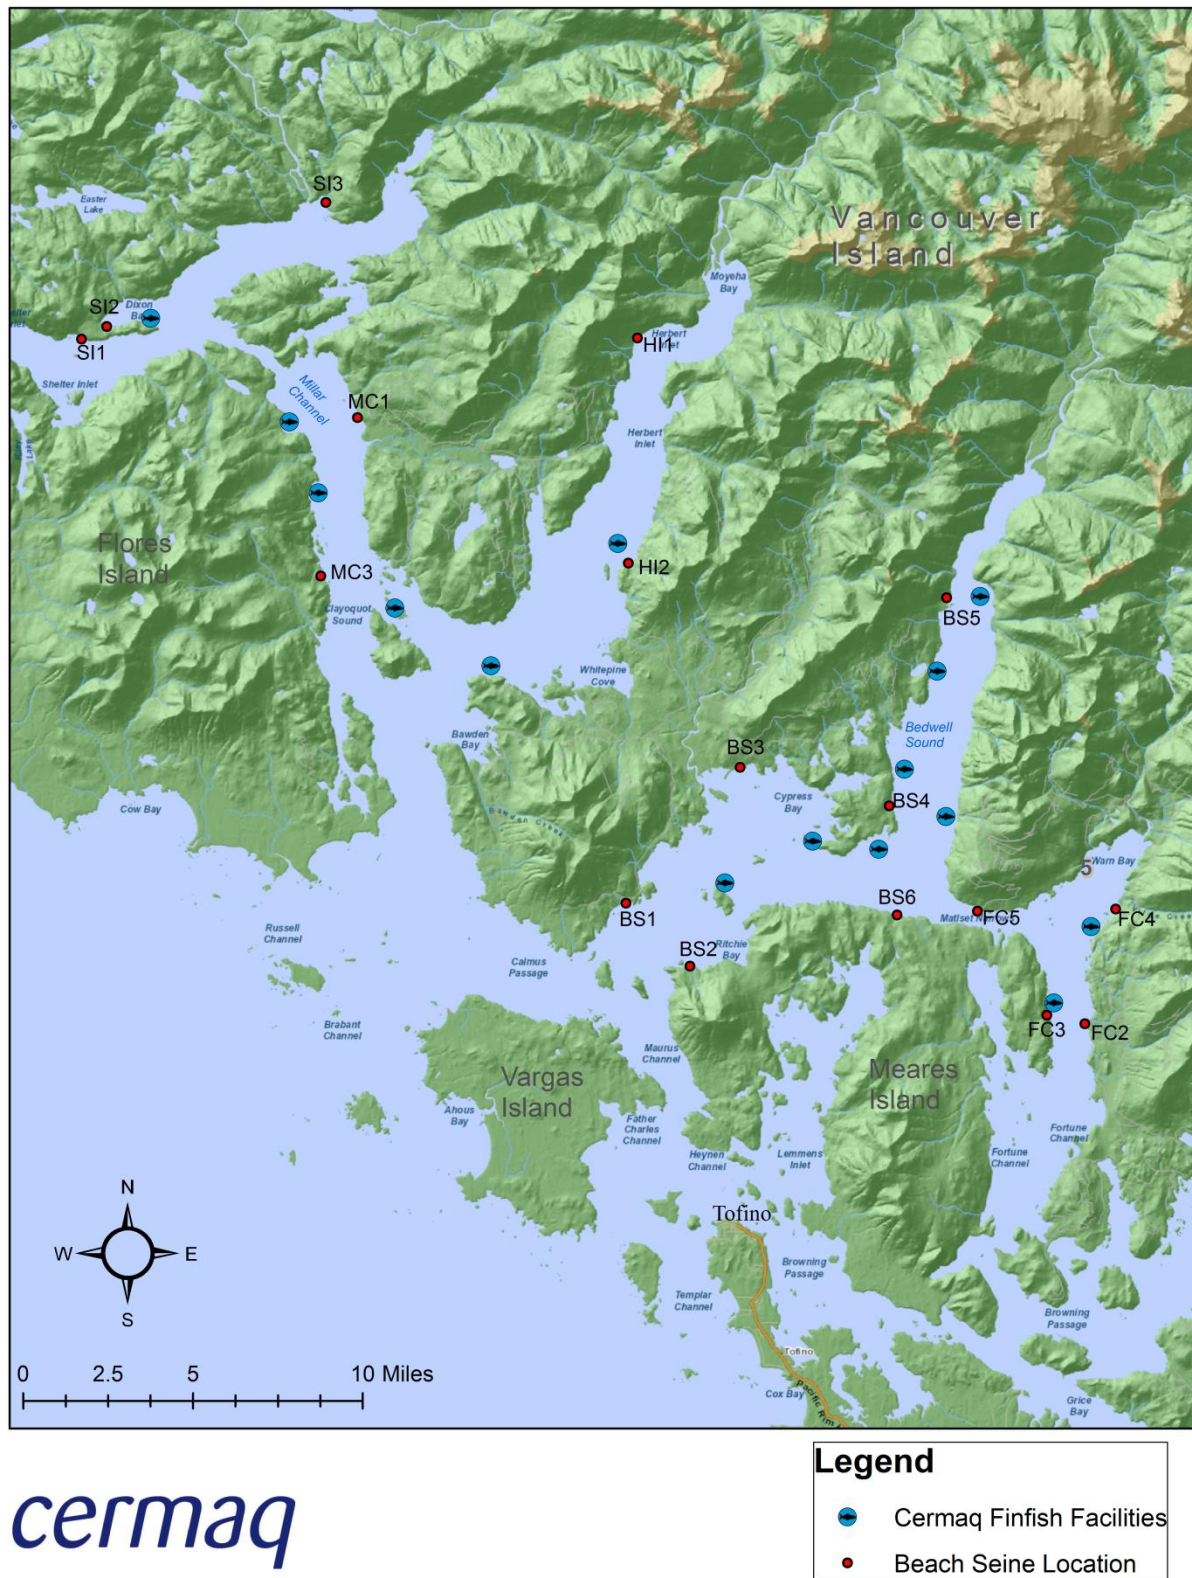 SI3
Easter
Lake
Vancouver
Island
Moyeha
Bay
SI2
Dixon
SI1
Shelter Inlet
HI1
Herbert
Inlet
Millar
Channel
MC1
Herbert
Inlet
Flores
Island
MC3
HI2
Clayoquot
Sound
BS5
Whitepine
Cove
Bedwell
Sound
Bawden
Bay
BS3
Cypress
Bay
BS4
Cow Bay
Warn Bay
5
BS1
BS6
FC5
FC4
Russell
Channel
BS2
Ritchie
Bay
Calmus
Passage
Brabant
Channel
FC3
FC2
Maurus
Channel
Vargas
Island
Meares
Island
Ahous
Bay
Father
Charles
Channel
Heynen
Channel
Lemmens
Inlet
Fortune
Channel
Fortune
Channel
N
W E
S
Tofino
Browning
Passage
Templar
Channel
Browning
Passage
Tofino
Cox Bay
Pacific Rim
Grice
Bay
0 2.5 5 10 Miles
cermaq
Legend
Cermaq Finfish Facilities
Beach Seine Location